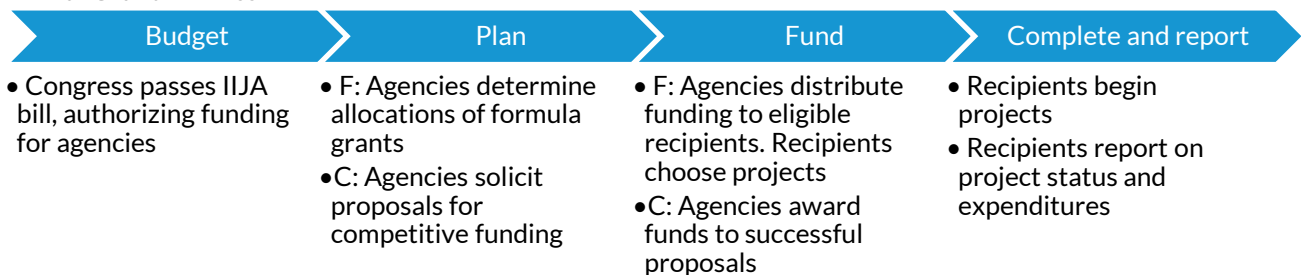 Budget
Plan
Fund
Complete and report
• Congress passes IIJA
bill, authorizing funding
for agencies
• F: Agencies determine
allocations of formula
grants
•C: Agencies solicit
proposals for
competitive funding
• F: Agencies distribute
funding to eligible
recipients. Recipients
choose projects
•C: Agencies award
funds to successful
proposals
• Recipients begin
projects
• Recipients report on
project status and
expenditures